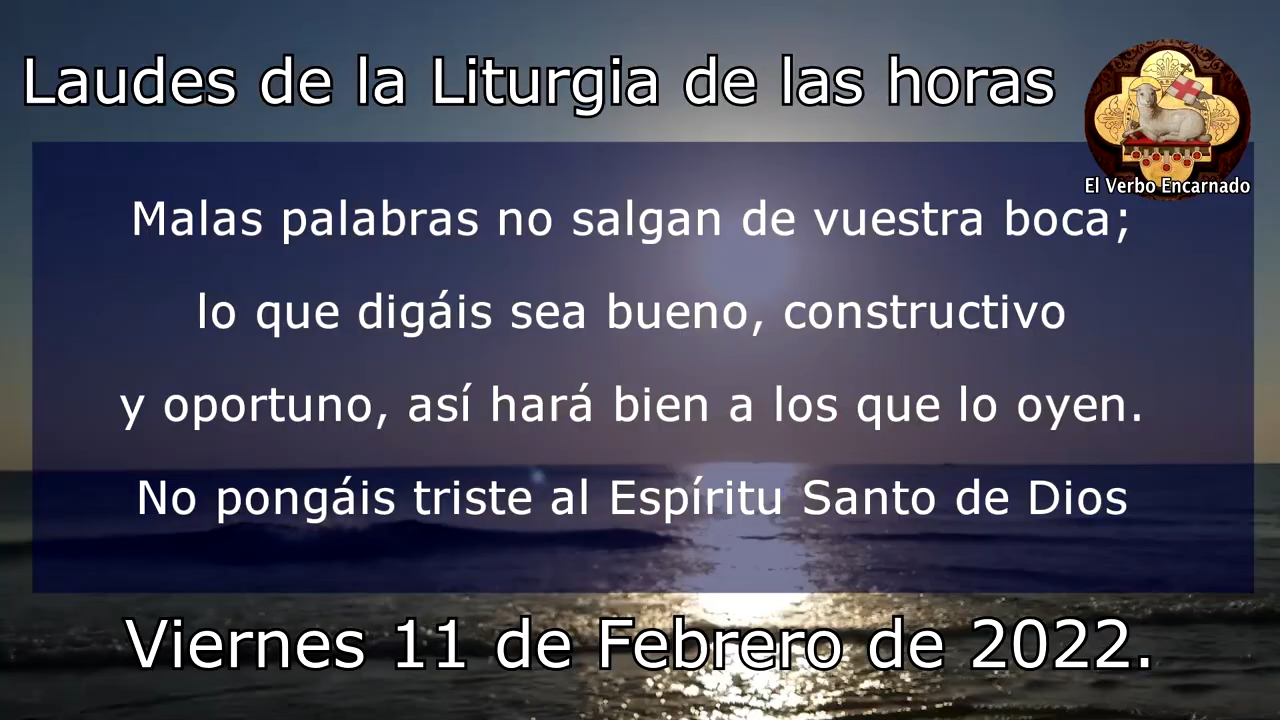 Laudes de la Liturgia de las horas
El Verbo Encarnado
Malas palabras no salgan de vuestra boca;
lo que digáis sea bueno, constructivo
y oportuno, así hará bien a los que lo oyen.
No pongáis triste al Espíritu Santo de Dios
Viernes 11 de Febrero de 2022.